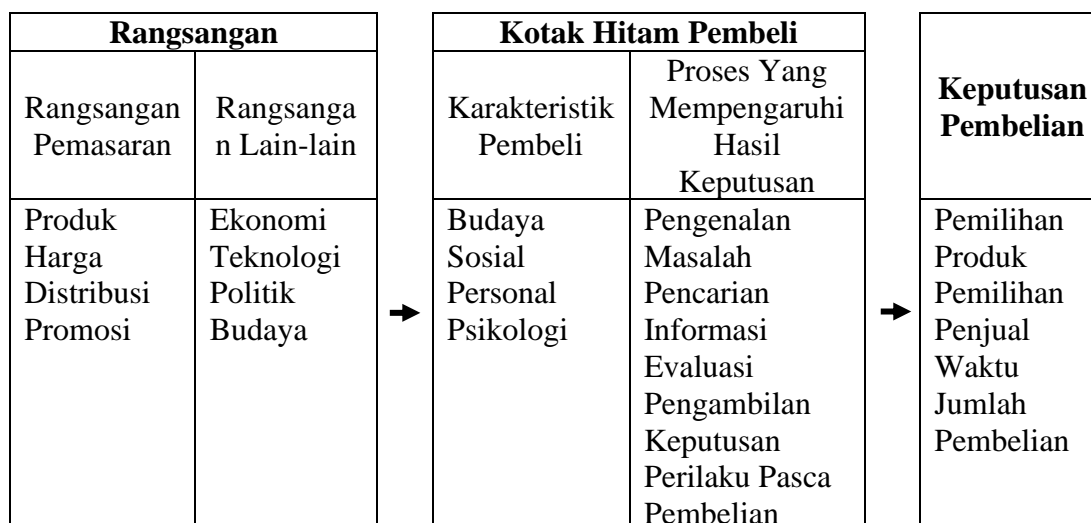 Rangsangan
Rangsangan
Pemasaran
Rangsanga
n Lain-lain
Produk
Harga
Distribusi
Promosi
Ekonomi
Teknologi
Politik
Budaya
Kotak Hitam Pembeli
Karakteristik
Pembeli
Proses Yang
Mempengaruhi
Hasil
Keputusan
Budaya
Sosial
Personal
Psikologi
Pengenalan
Masalah
Pencarian
Informasi
Evaluasi
Pengambilan
Keputusan
Perilaku Pasca
Pembelian
Keputusan
Pembelian
Pemilihan
Produk
Pemilihan
Penjual
Waktu
Jumlah
Pembelian